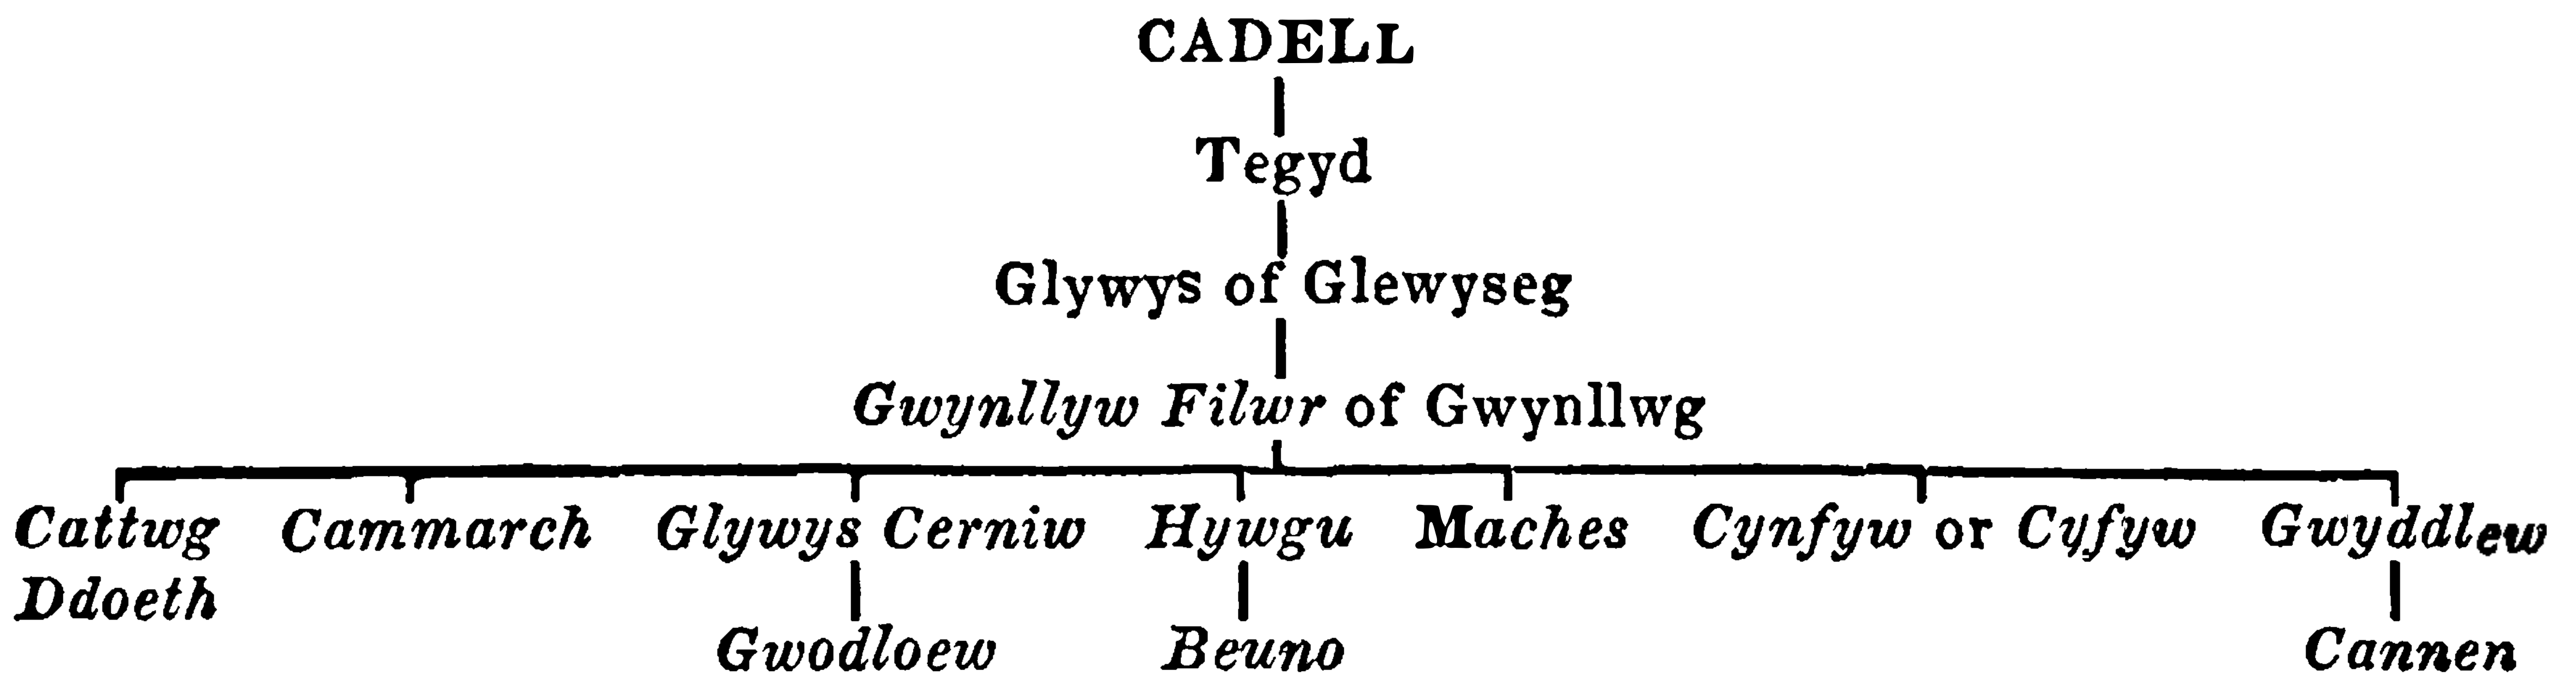 CADELL
Tegyd
Glywys of Glewyseg
Gwynllyw Filwr of Gwynllwg
Cattwg Cammarch Glywys Cerniw Hywgu Maches Cynfyw or Cyfyw Gwyddlew
Ddoeth
Gwodloew Beuno Cannen